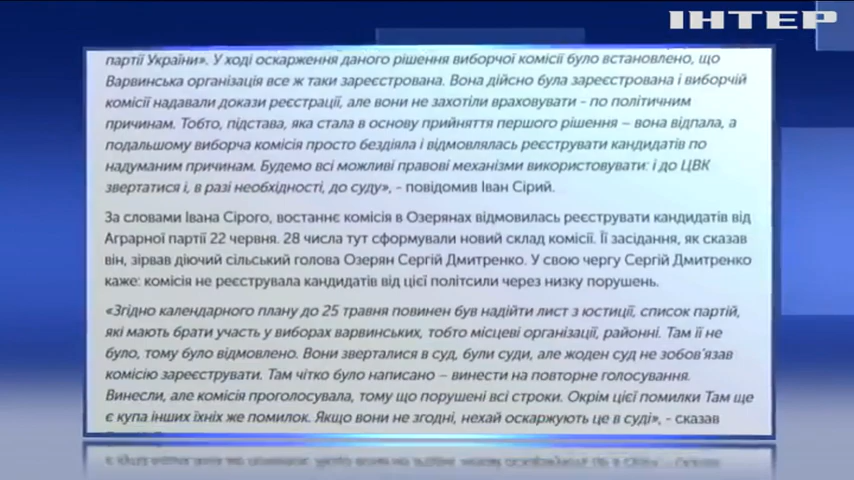 ІНТЕР
партії України». У ході оскарження даного рішення виборчої комісії було встановлено, що
Варвинська організація все ж таки зареєстрована. Вона дійсно була зареєстрована і виборчій
комісії надавали докази реєстрації, але вони не захотіли враховувати - по політичним
причинам. Тобто, підстава, яка стала в основу прийняття першого рішення – вона відпала, а
подальшому виборча комісія просто бездіяла і відмовлялась реєструвати кандидатів по
надуманим причинам. Будемо всі можливі правові механізми використовувати: і до ЦВК
звертатися і, в разі необхідності, до суду», - повідомив Іван Сірий.
За словами Івана Сірого, востаннє комісія в Озерянах відмовилась реєструвати кандидатів від
Аграрної партії 22 червня. 28 числа тут сформували новий склад комісії. Її засідання, як сказав
він, зірвав діючий сільський голова Озерян Сергій Дмитренко. У свою чергу Сергій Дмитренко
каже: комісія не реєструвала кандидатів від цієї політсили через низку порушень.
«Згідно календарного плану до 25 травня повинен був надійти лист з юстиції, список партій,
які мають брати участь у виборах варвинських, тобто місцеві організації, районні. Там її не
було, тому було відмовлено. Вони зверталися в суд, були суди, але жоден суд не зобов'язав
комісію зареєструвати. Там чітко було написано – винести на повторне голосування.
Винесли, але комісія проголосувала, тому що порушені всі строки. Окрім цієї помилки Там ще
є купа інших їхніх же помилок. Якщо вони не згодні, нехай оскаржують це в суді», - сказав